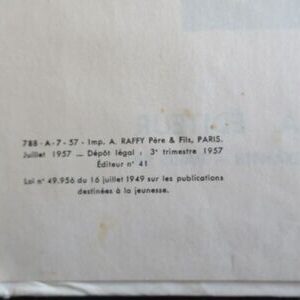 788 - A - 7 - 57 - Imp. A. RAFFY Père & Fils, PARIS.
Juillet 1957 — Dépôt légal : 3e trimestre 1957
Éditeur n° 41
Loi n° 49.956 du 16 juillet 1949 sur les publications
destinées à la jeunesse.